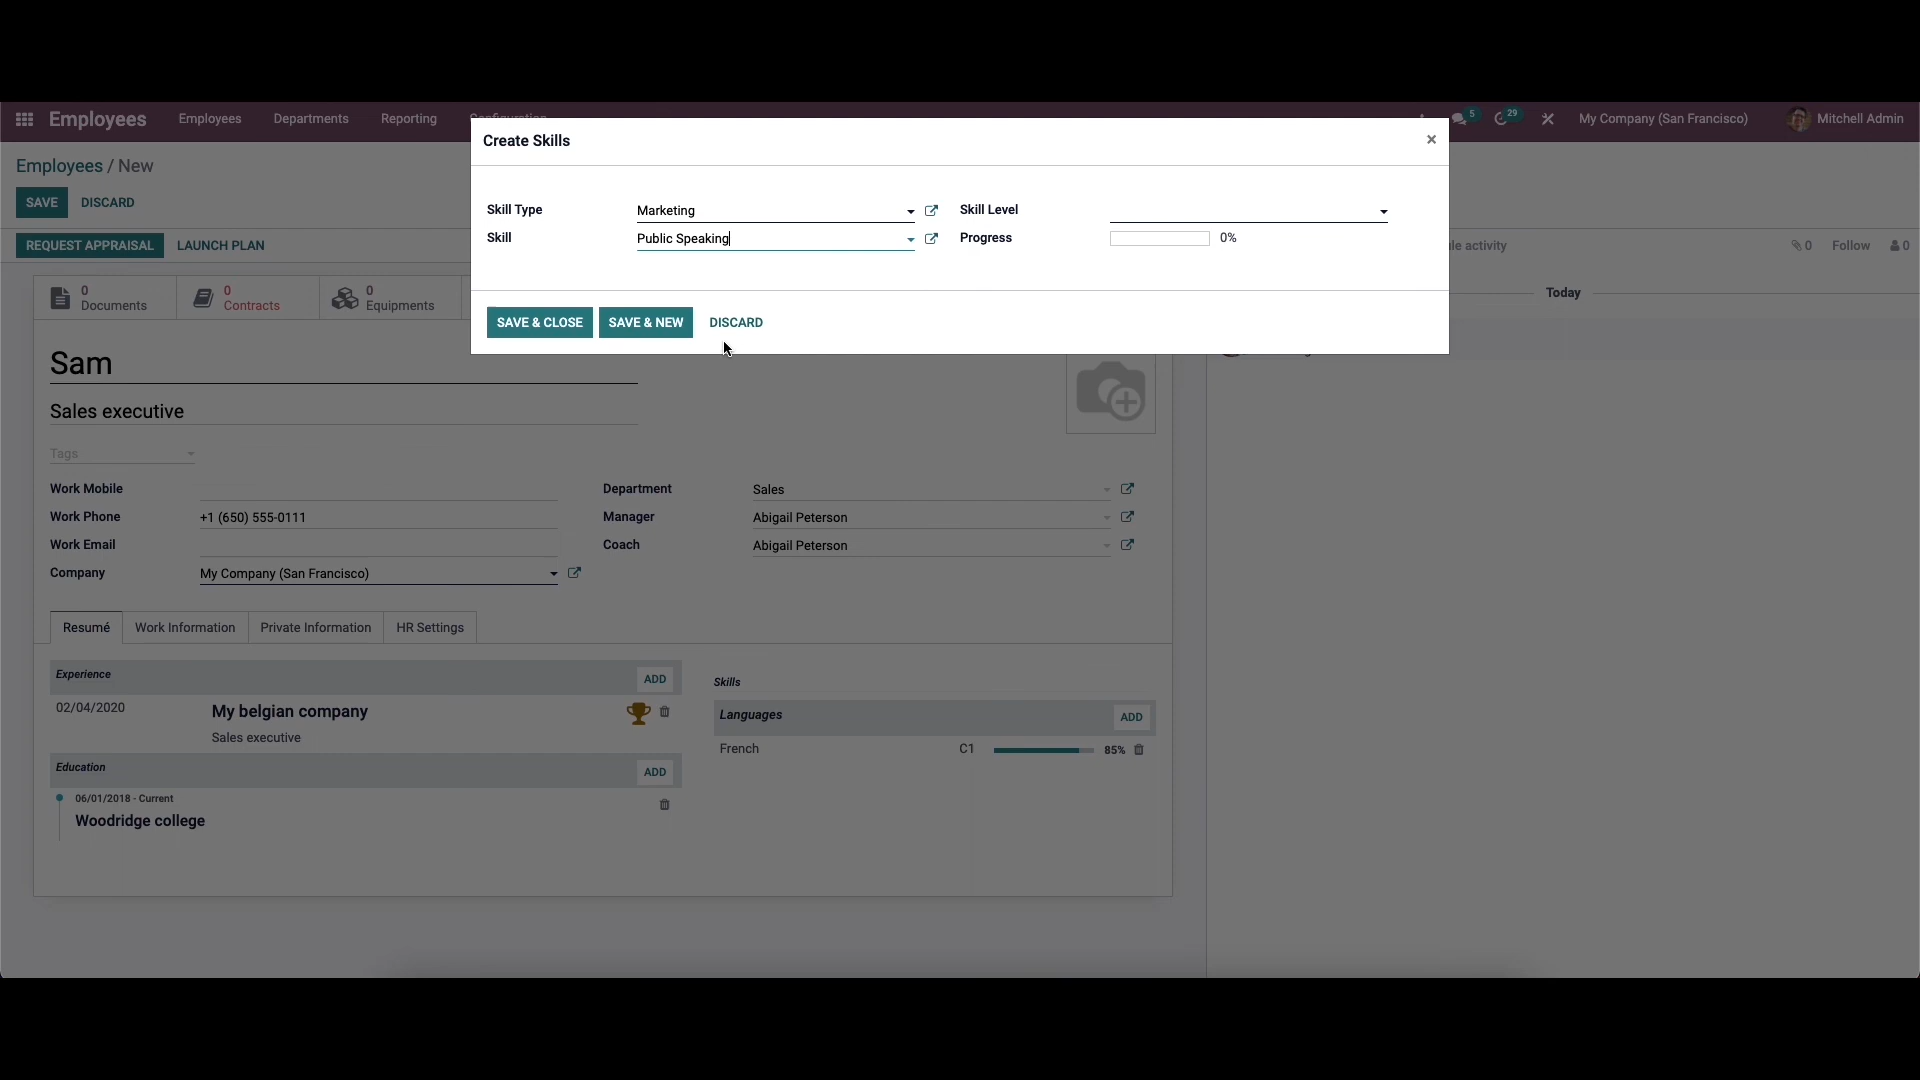 Employees Employees Departments Reporting Configuration 5 29 My Company (San Francisco) Mitchell Admin
Create Skills ×
Employees / New
SAVE DISCARD
Skill Type Marketing Skill Level
Skill Public Speaking Progress 0%
REQUEST APPRAISAL LAUNCH PLAN activity 0 Follow 0
0 Documents 0 Contracts 0 Equipments Today
SAVE & CLOSE SAVE & NEW DISCARD
Sam
Sales executive
Tags
Work Mobile Department Sales
Work Phone +1 (650) 555-0111 Manager Abigail Peterson
Work Email Coach Abigail Peterson
Company My Company (San Francisco)
Resumé Work Information Private Information HR Settings
Experience ADD
Skills
02/04/2020 My belgian company
Sales executive
Languages ADD
French C1 85%
Education ADD
06/01/2018 - Current
Woodridge college